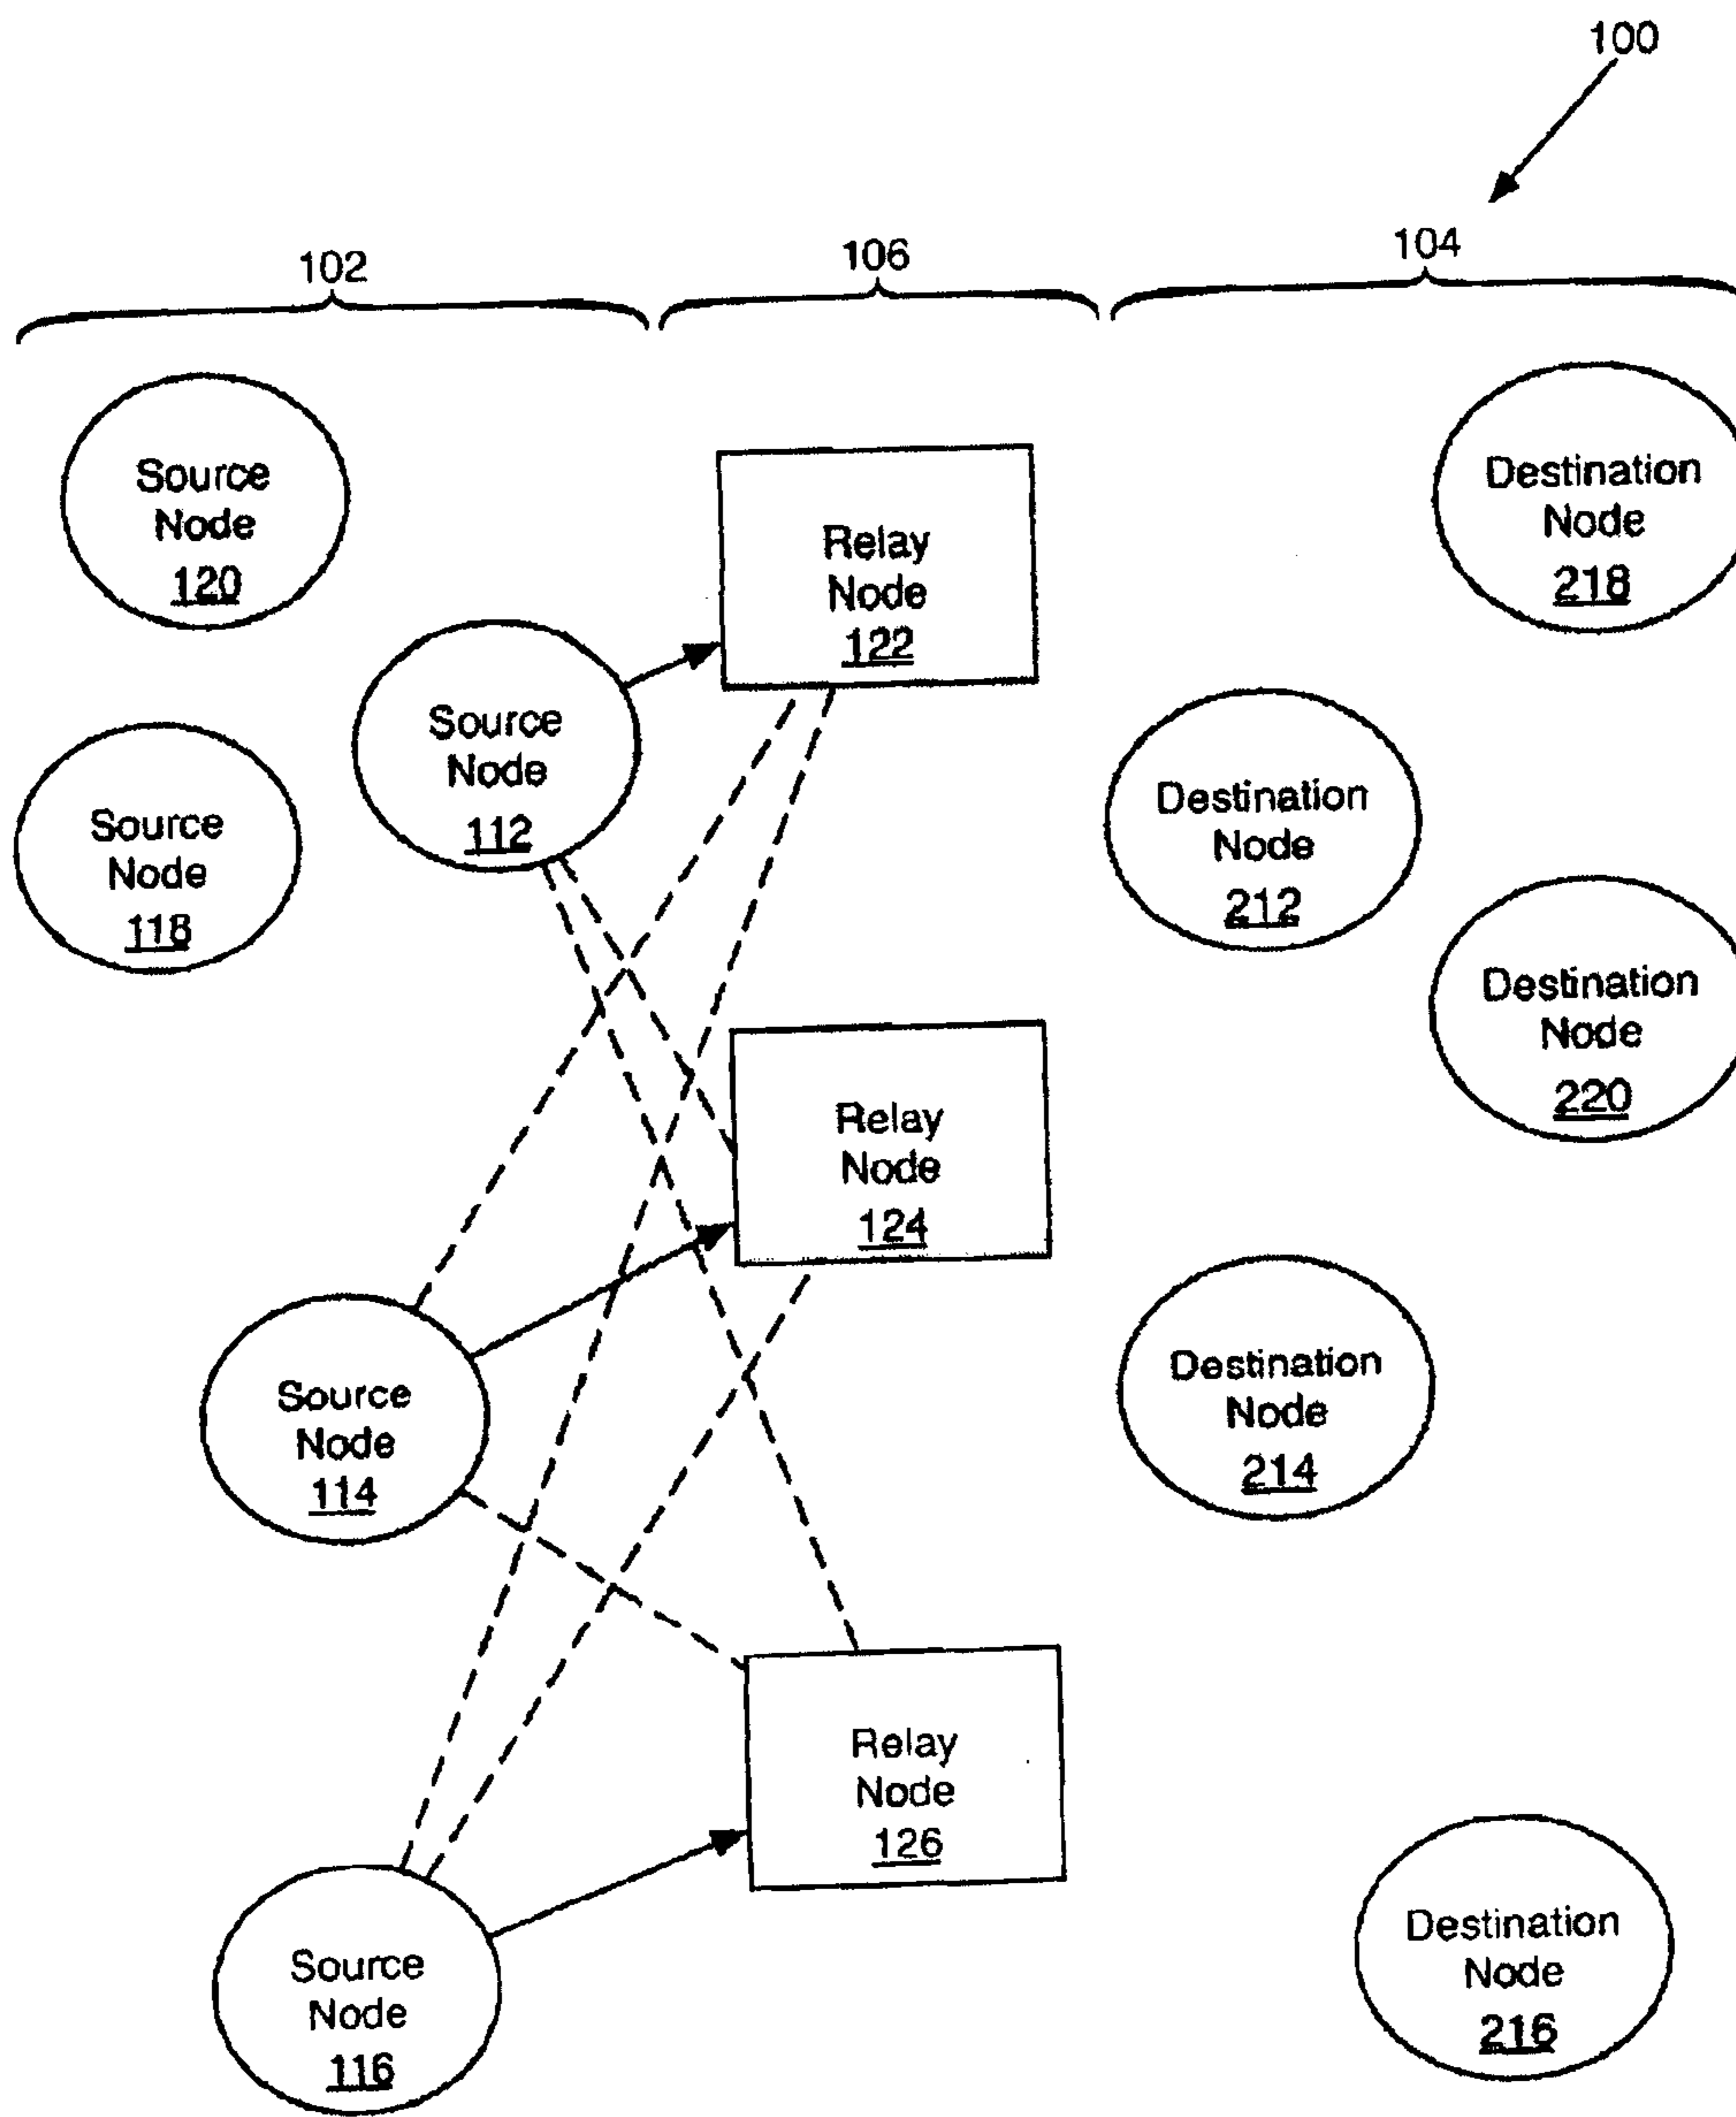 100
102
106
104
Source
Node
120
Relay
Node
122
Destination
Node
218
Source
Node
112
Source
Node
118
Destination
Node
212
Destination
Node
220
Relay
Node
124
Source
Node
114
Destination
Node
214
Relay
Node
126
Source
Node
116
Destination
Node
216